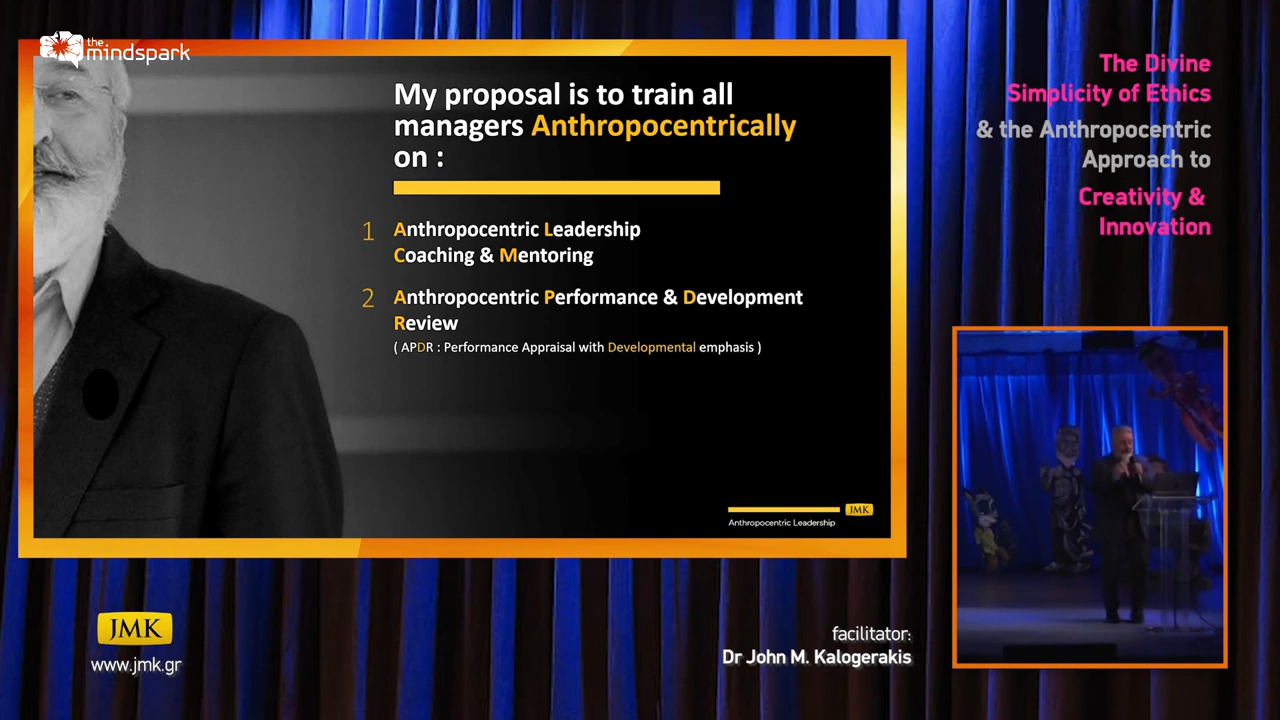 the
mindspark
My proposal is to train all
managers Anthropocentrically
on :
1 Anthropocentric Leadership
Coaching & Mentoring
2 Anthropocentric Performance & Development
Review
( APDR : Performance Appraisal with Developmental emphasis )
JMK
Anthropocentric Leadership
The Divine
Simplicity of Ethics
& the Anthropocentric
Approach to
Creativity &
Innovation
JMK
www.jmk.gr
facilitator:
Dr John M. Kalogerakis